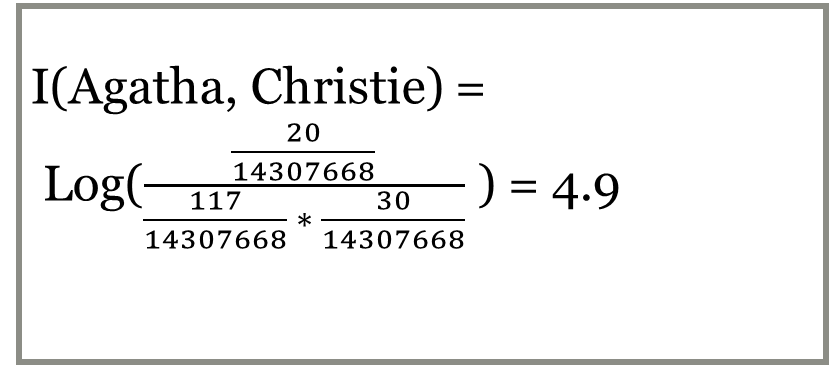 I(Agatha, Christie) =
20
14307668
Log( ) = 4.9
117 * 30
14307668 14307668